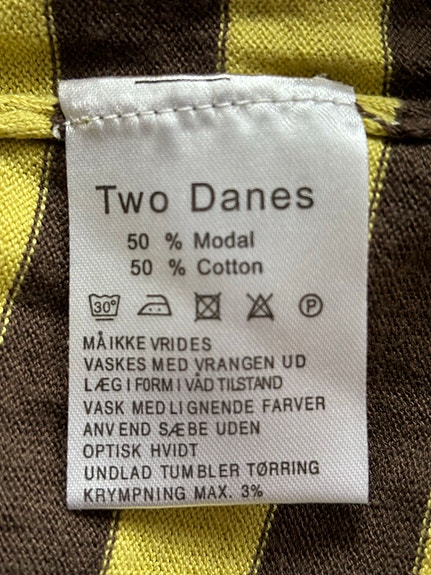 Two Danes
50 % Modal
50 % Cotton
30° P
MÅ IKKE VRIDES
VASKES MED VRANGEN UD
LÆG I FORM I VÅD TILSTAND
VASK MED LIGNENDE FARVER
ANVEND SÆBE UDEN
OPTISK HVIDT
UNDLAD TUMBLER TØRRING
KRYMPNING MAX. 3%